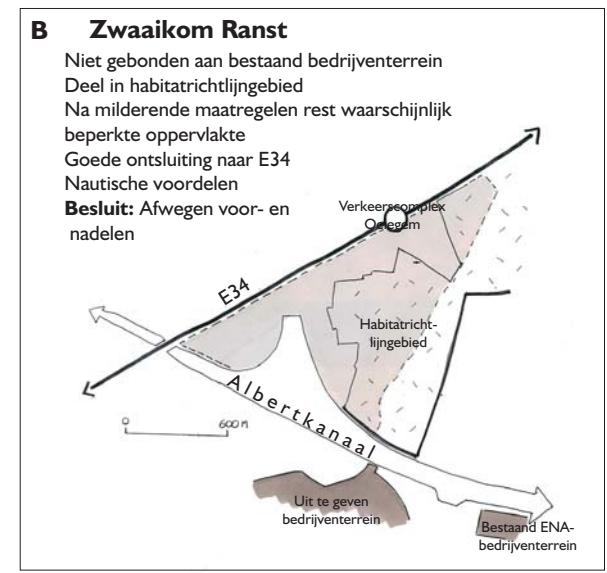 B Zwaaikom Ranst
Niet gebonden aan bestaand bedrijventerrein
Deel in habitatrichtlijngebied
Na milderende maatregelen rest waarschijnlijk
beperkte oppervlakte
Goede ontsluiting naar E34
Nautische voordelen
Besluit: Afwegen voor- en
nadelen
Verkeerscomplex
Oelegem
E34
Habitatricht-
lijngebied
Albertkanaal
0 600 m
Uit te geven
bedrijventerrein
Bestaand ENA-
bedrijventerrein